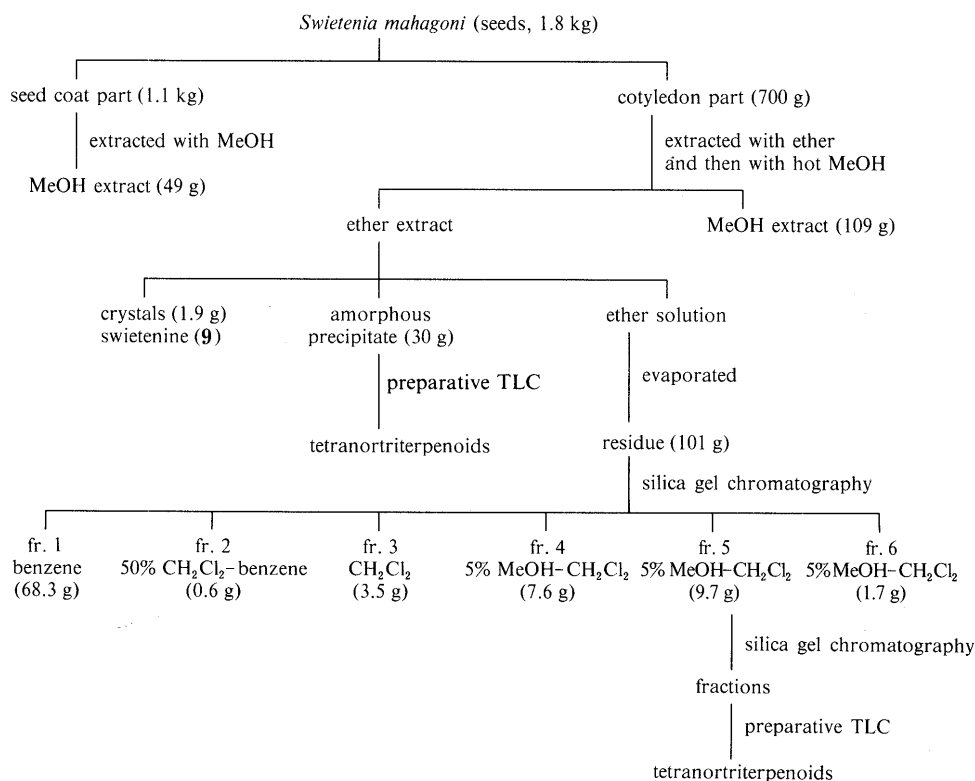 Swietenia mahagoni (seeds, 1.8 kg)
seed coat part (1.1 kg)
cotyledon part (700 g)
extracted with MeOH
extracted with ether
and then with hot MeOH
MeOH extract (49 g)
ether extract
MeOH extract (109 g)
crystals (1.9 g)
swietenine (9)
amorphous
precipitate (30 g)
ether solution
preparative TLC
evaporated
tetranortriterpenoids
residue (101 g)
silica gel chromatography
fr. 1
benzene
(68.3 g)
fr. 2
50% CH₂Cl₂-benzene
(0.6 g)
fr. 3
CH₂Cl₂
(3.5 g)
fr. 4
5% MeOH-CH₂Cl₂
(7.6 g)
fr. 5
5% MeOH-CH₂Cl₂
(9.7 g)
fr. 6
5%MeOH-CH₂Cl₂
(1.7 g)
silica gel chromatography
fractions
preparative TLC
tetranortriterpenoids